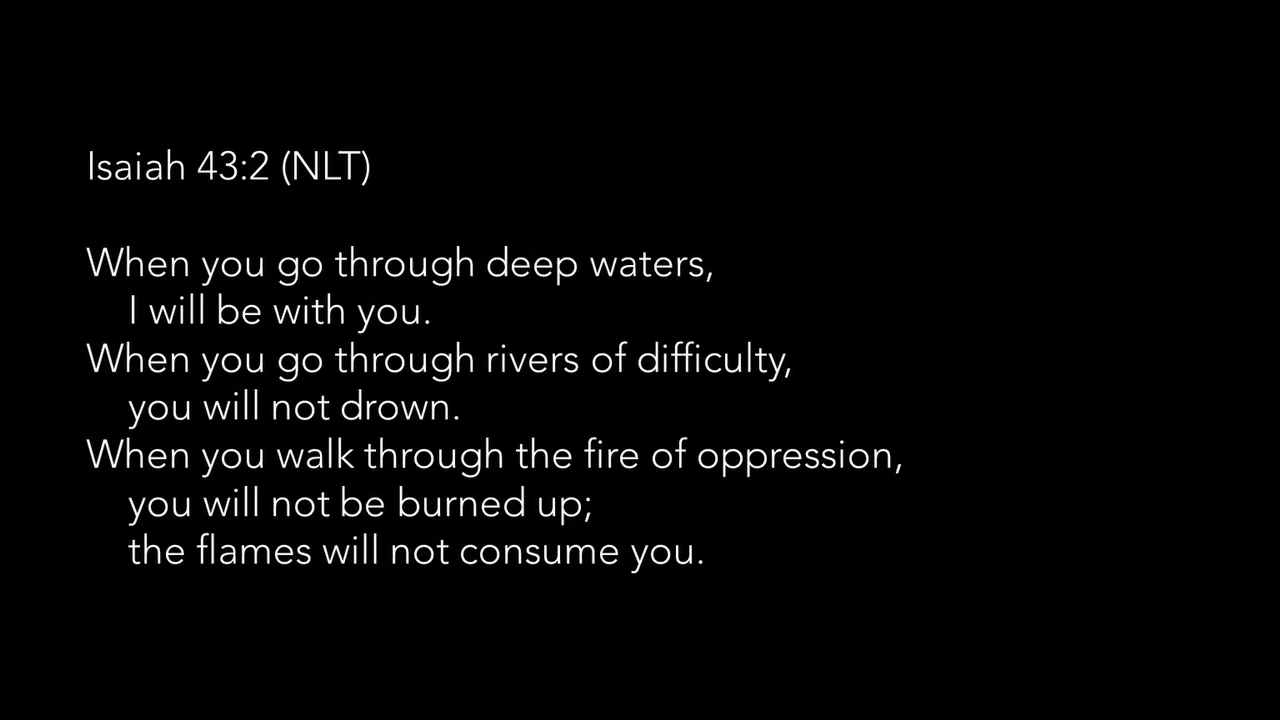 Isaiah 43:2 (NLT)
When you go through deep waters,
I will be with you.
When you go through rivers of difficulty,
you will not drown.
When you walk through the fire of oppression,
you will not be burned up;
the flames will not consume you.